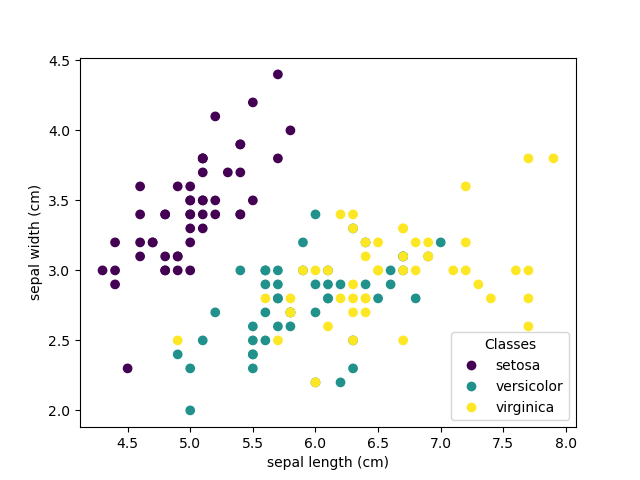 4.5
4.0
3.5
3.0
2.5
2.0
sepal width (cm)
Classes
setosa
versicolor
virginica
4.5 5.0 5.5 6.0 6.5 7.0 7.5 8.0
sepal length (cm)